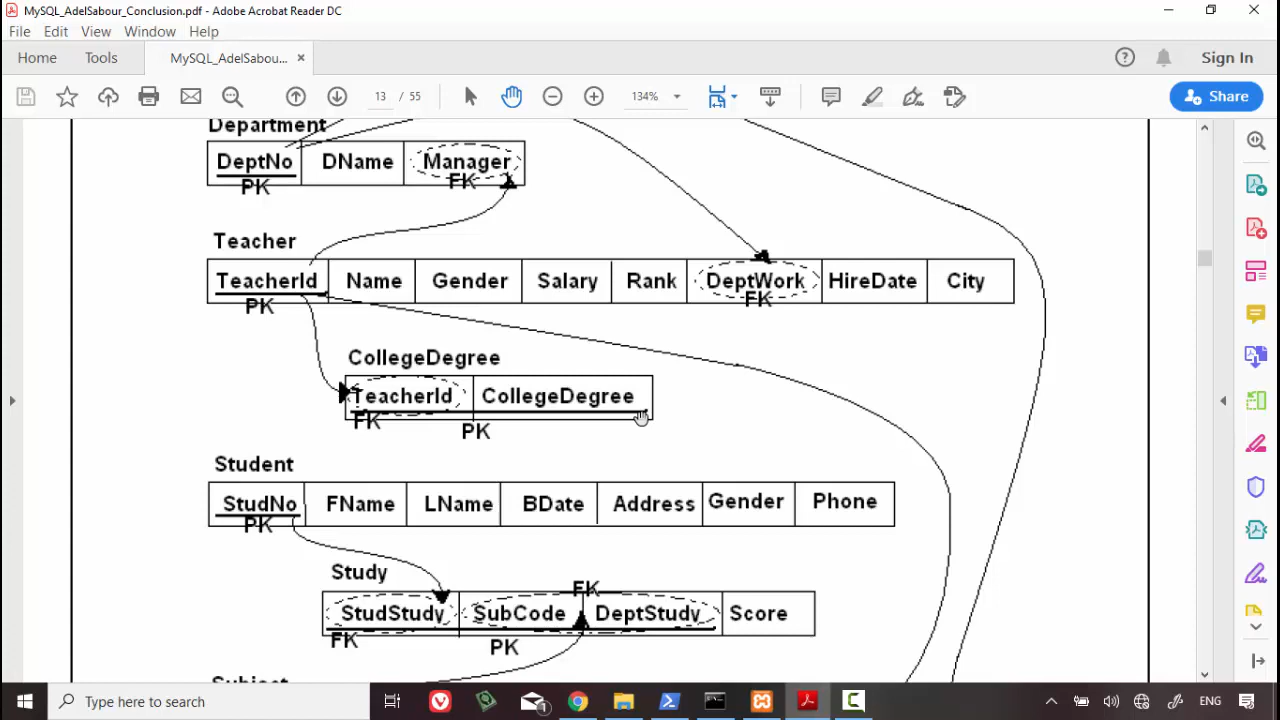 MySQL_AdelSabour_Conclusion.pdf - Adobe Acrobat Reader DC
File Edit View Window Help
Home Tools MySQL_AdelSabou... × Sign In
13 / 55 134% Share
Department
DeptNo DName Manager
PK FK
Teacher
TeacherId Name Gender Salary Rank DeptWork HireDate City
PK FK
CollegeDegree
TeacherId CollegeDegree
FK PK
Student
StudNo FName LName BDate Address Gender Phone
PK
Study
FK
StudStudy SubCode DeptStudy Score
FK PK
Subject
Type here to search 1 ENG